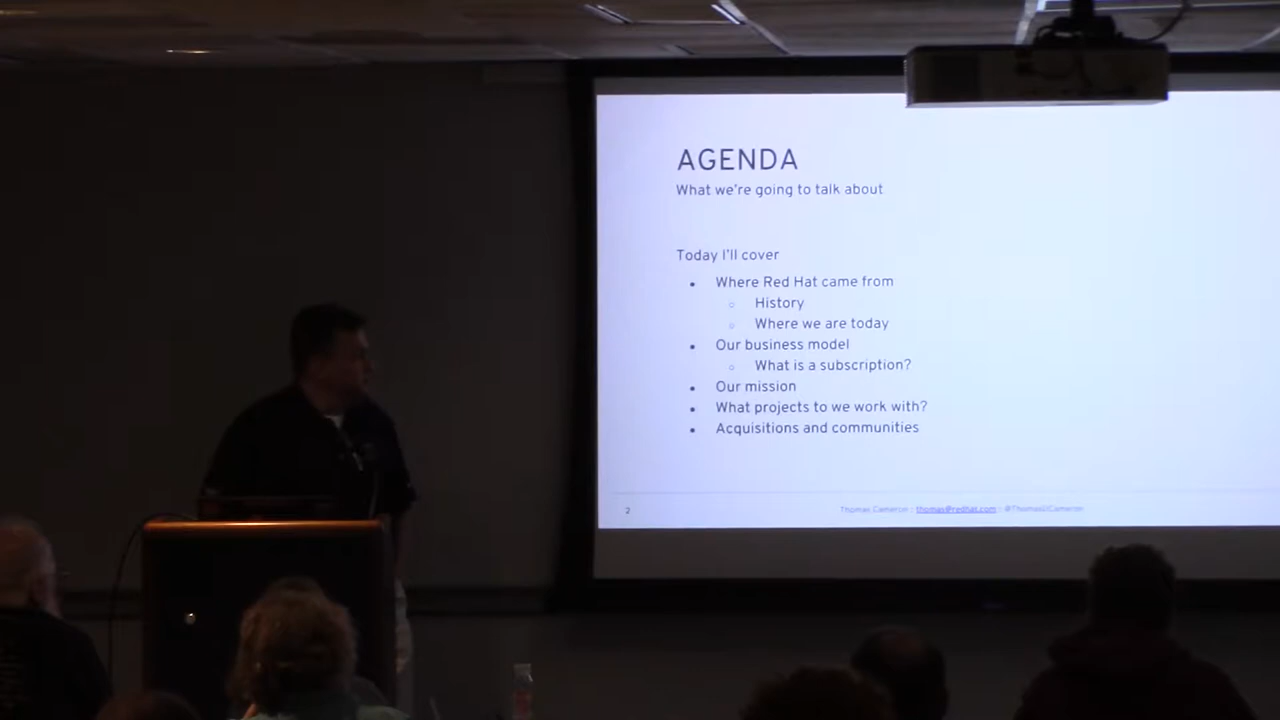 AGENDA
What we're going to talk about
Today I'll cover
Where Red Hat came from
History
Where we are today
Our business model
What is a subscription?
Our mission
What projects to we work with?
Acquisitions and communities
2
Thomas Cameron : thomas@redhat.com : @ThomasDCameron